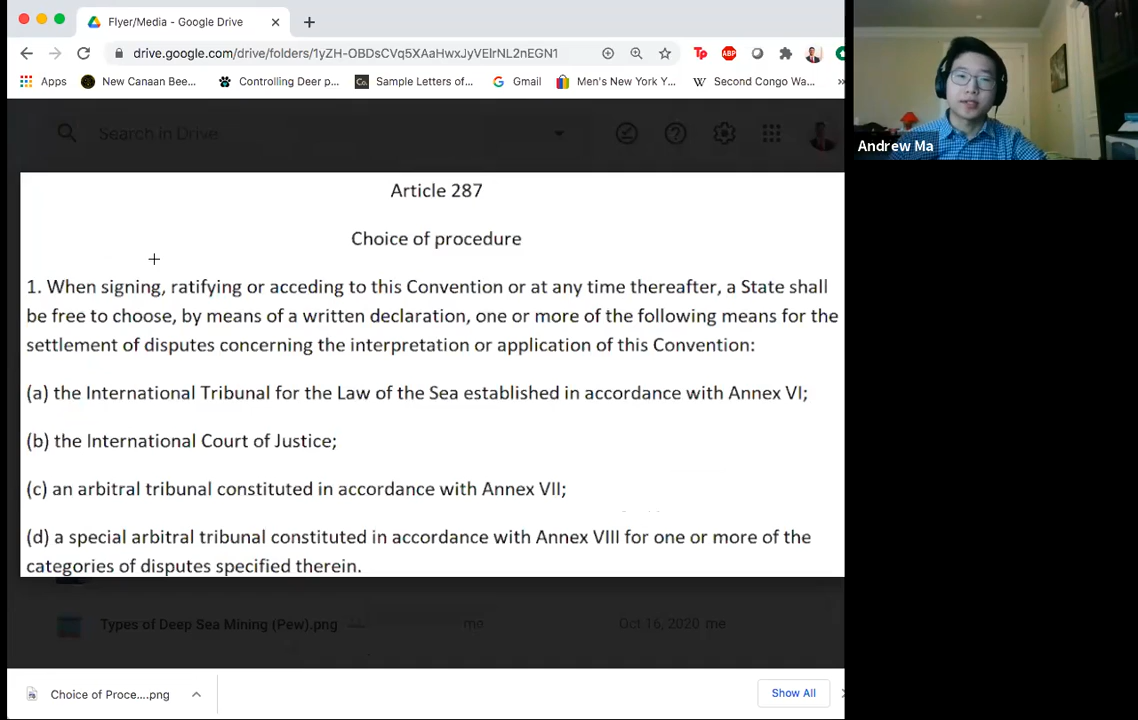 Flyer/Media - Google Drive
drive.google.com/drive/folders/1yZH-OBDsCVq5XAaHwxJyVElrNL2nEGN1
Apps New Canaan Bee... Controlling Deer p... Co. Sample Letters of... Gmail Men's New York Y... Second Congo Wa... »
Search in Drive
Article 287
Choice of procedure
1. When signing, ratifying or acceding to this Convention or at any time thereafter, a State shall
be free to choose, by means of a written declaration, one or more of the following means for the
settlement of disputes concerning the interpretation or application of this Convention:
(a) the International Tribunal for the Law of the Sea established in accordance with Annex VI;
(b) the International Court of Justice;
(c) an arbitral tribunal constituted in accordance with Annex VII;
(d) a special arbitral tribunal constituted in accordance with Annex VIII for one or more of the
categories of disputes specified therein.
Types of Deep Sea Mining (Pew).png me Oct 16, 2020 me
Choice of Proce....png
Show All
Andrew Ma